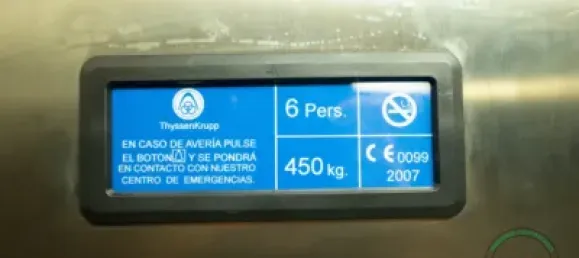 ThyssenKrupp
EN CASO DE AVERÍA PULSE
EL BOTON Y SE PONDRÁ
EN CONTACTO CON NUESTRO
CENTRO DE EMERGENCIAS.
6 Pers.
450 kg.
CE 0099
2007